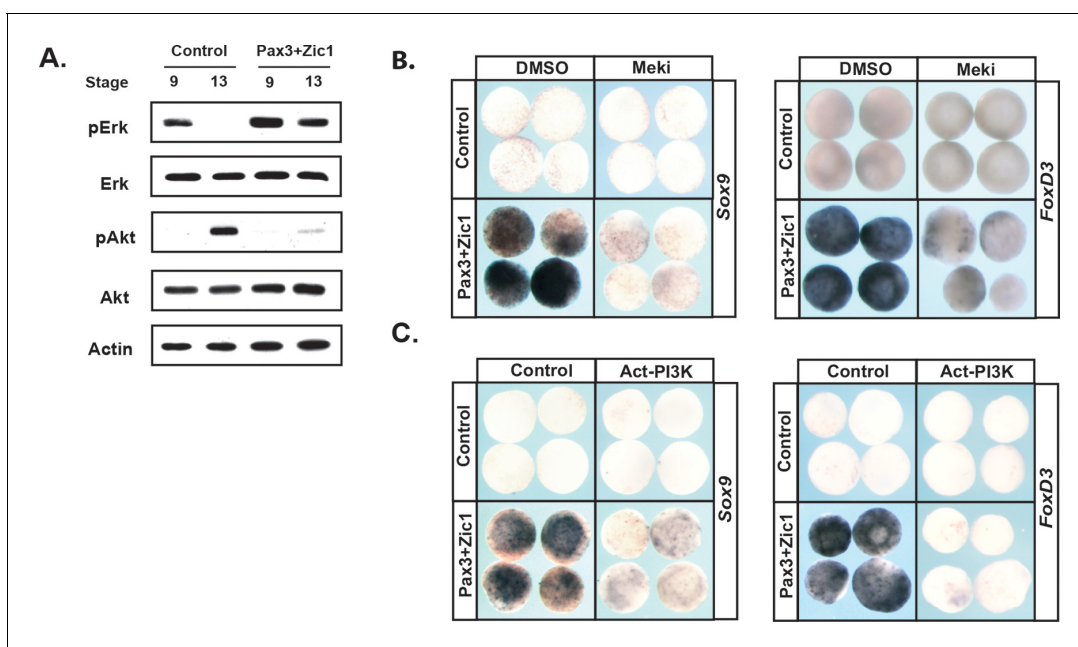 A.
Control Pax3+Zic1
Stage 9 13 9 13
pErk
Erk
pAkt
Akt
Actin
B.
DMSO Meki
Control
Pax3+Zic1
Sox9
DMSO Meki
Control
Pax3+Zic1
FoxD3
C.
Control Act-PI3K
Control
Pax3+Zic1
Sox9
Control Act-PI3K
Control
Pax3+Zic1
FoxD3